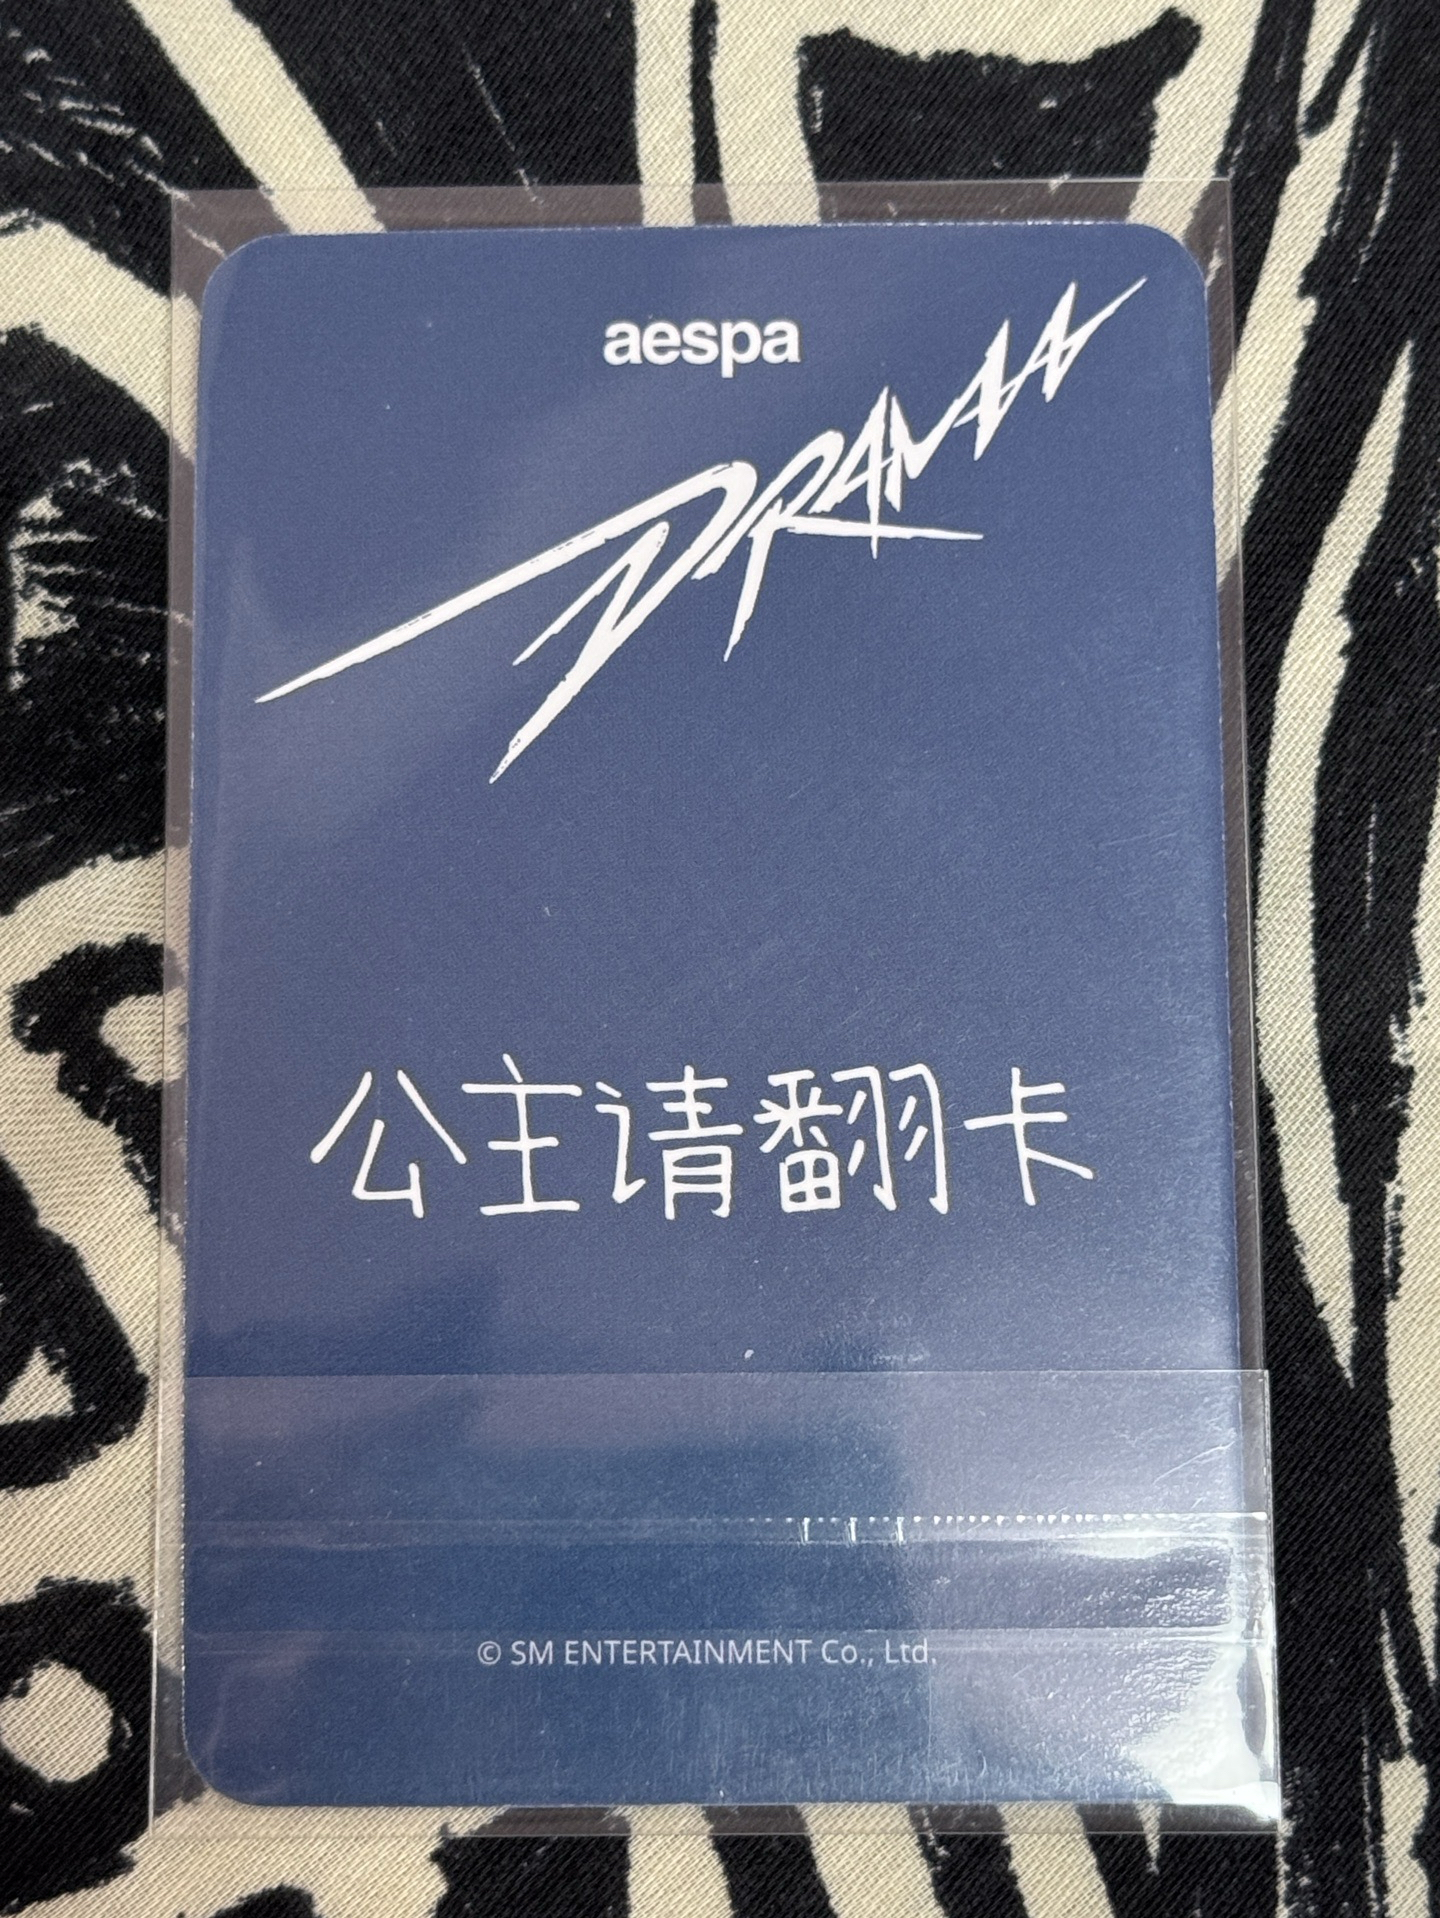 aespa
DRAMA
公主请翻卡
© SM ENTERTAINMENT Co., Ltd.